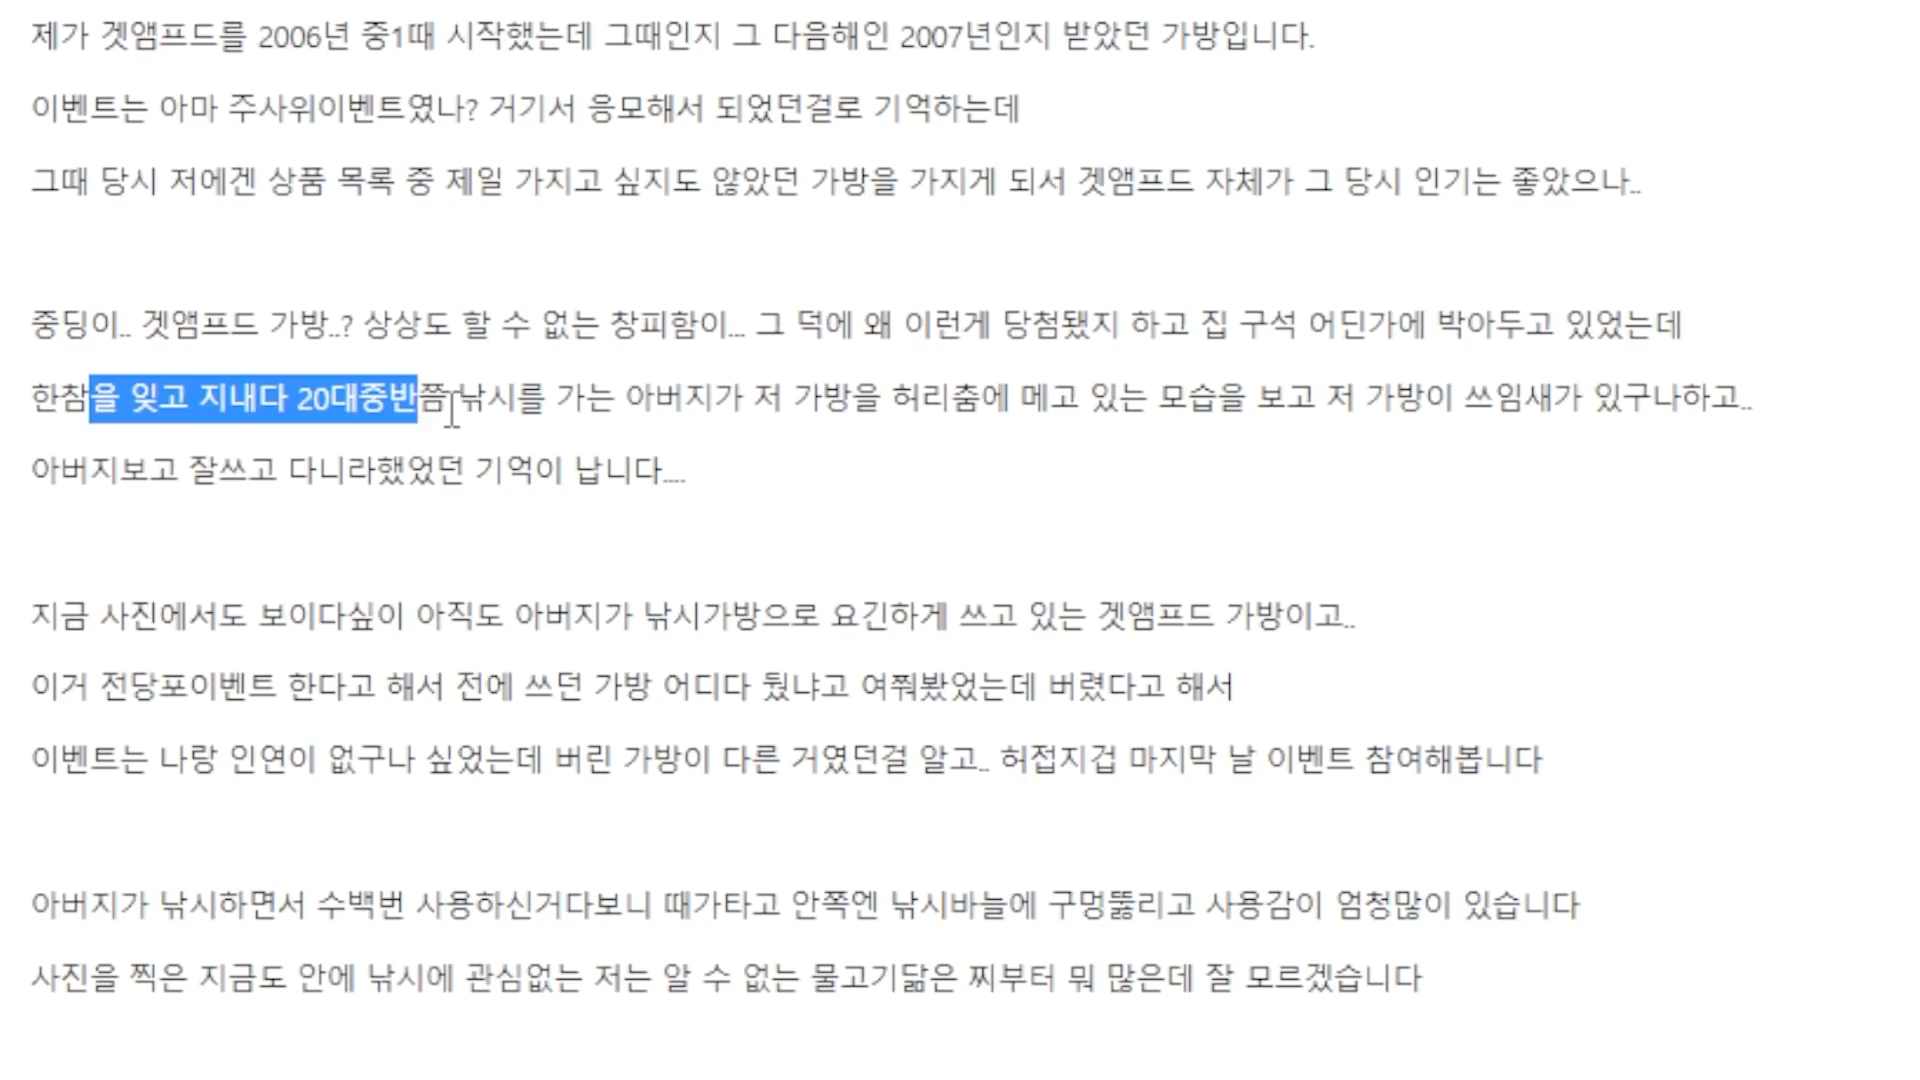 제가 겟앰프드를 2006년 중1때 시작했는데 그때인지 그 다음해인 2007년인지 받았던 가방입니다.
이벤트는 아마 주사위이벤트였나? 거기서 응모해서 되었던걸로 기억하는데
그때 당시 저에겐 상품 목록 중 제일 가지고 싶지도 않았던 가방을 가지게 되서 겟앰프드 자체가 그 당시 인기는 좋았으나..
중딩이.. 겟앰프드 가방..? 상상도 할 수 없는 창피함이... 그 덕에 왜 이런게 당첨됐지 하고 집 구석 어딘가에 박아두고 있었는데
한참을 잊고 지내다 20대중반쯤 낚시를 가는 아버지가 저 가방을 허리춤에 메고 있는 모습을 보고 저 가방이 쓰임새가 있구나하고..
아버지보고 잘쓰고 다니라했었던 기억이 납니다....
지금 사진에서도 보이다싶이 아직도 아버지가 낚시가방으로 요긴하게 쓰고 있는 겟앰프드 가방이고..
이거 전당포이벤트 한다고 해서 전에 쓰던 가방 어디다 뒀냐고 여쭤봤었는데 버렸다고 해서
이벤트는 나랑 인연이 없구나 싶었는데 버린 가방이 다른 거였던걸 알고.. 허접지겁 마지막 날 이벤트 참여해봅니다
아버지가 낚시하면서 수백번 사용하신거다보니 때가타고 안쪽엔 낚시바늘에 구멍뚫리고 사용감이 엄청많이 있습니다
사진을 찍은 지금도 안에 낚시에 관심없는 저는 알 수 없는 물고기닮은 찌부터 뭐 많은데 잘 모르겠습니다